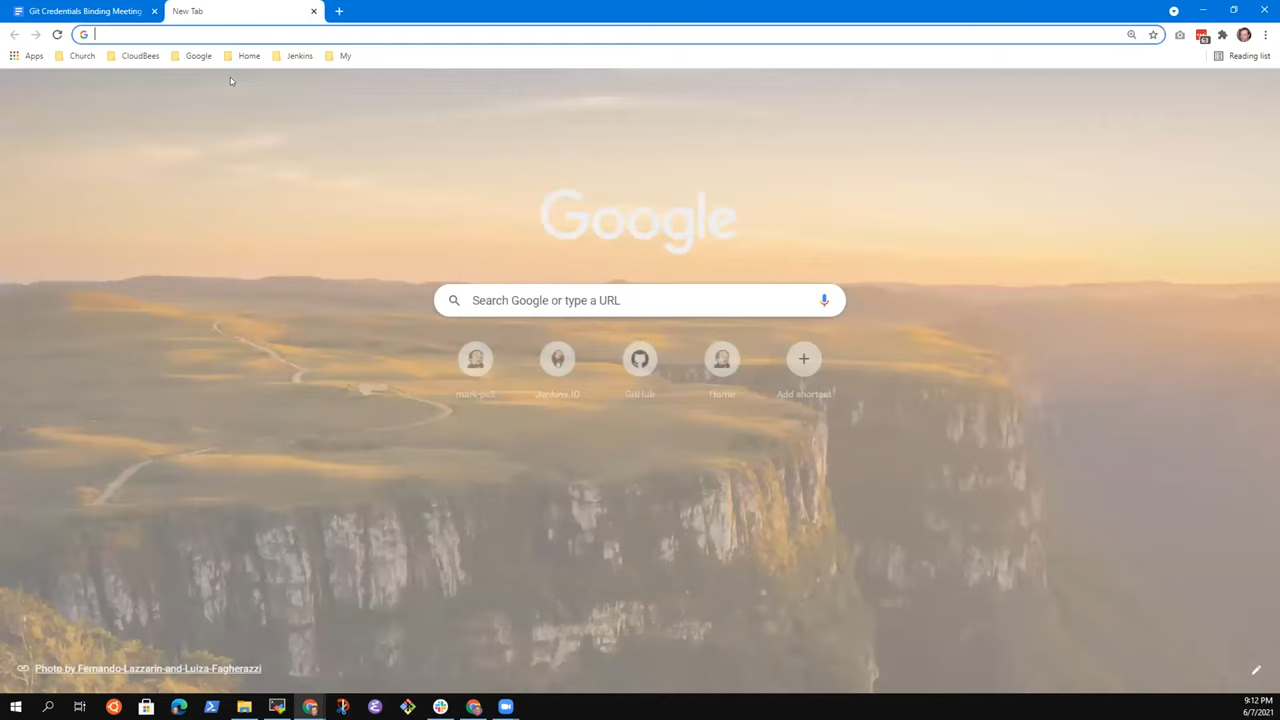 Git Credentials Binding Meeting
New Tab
Apps
Church
CloudBees
Google
Home
Jenkins
My
Reading list
Google
Search Google or type a URL
mark-pc3
Jenkins.IO
GitHub
Home
Add shortcut
Photo by Fernando-Lazzarin-and-Luiza-Fagherazzi
9:12 PM
6/7/2021